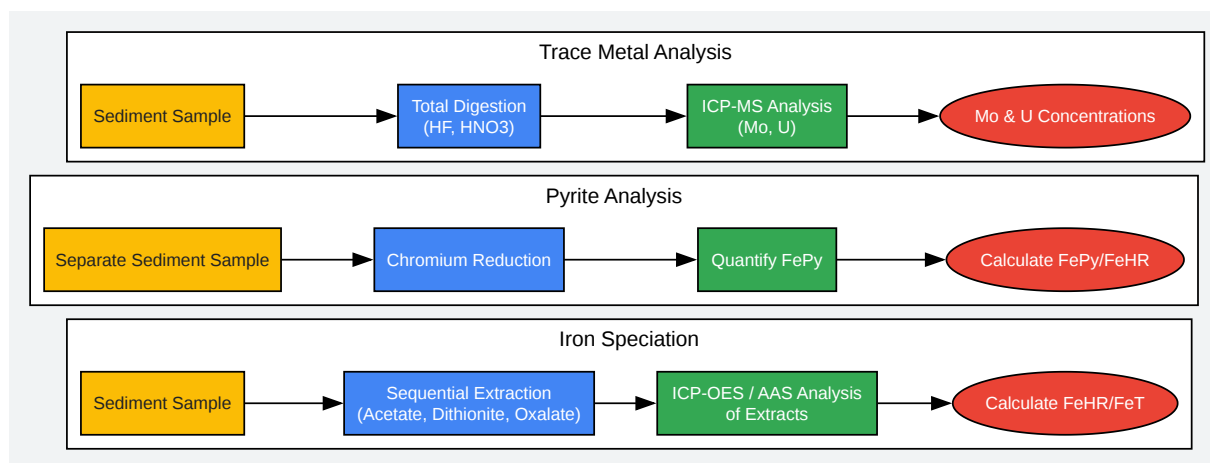 Trace Metal Analysis
Sediment Sample
Total Digestion
(HF, HNO3)
ICP-MS Analysis
(Mo, U)
Mo & U Concentrations
Pyrite Analysis
Separate Sediment Sample
Chromium Reduction
Quantify FePy
Calculate FePy/FeHR
Iron Speciation
Sediment Sample
Sequential Extraction
(Acetate, Dithionite, Oxalate)
ICP-OES / AAS Analysis
of Extracts
Calculate FeHR/FeT